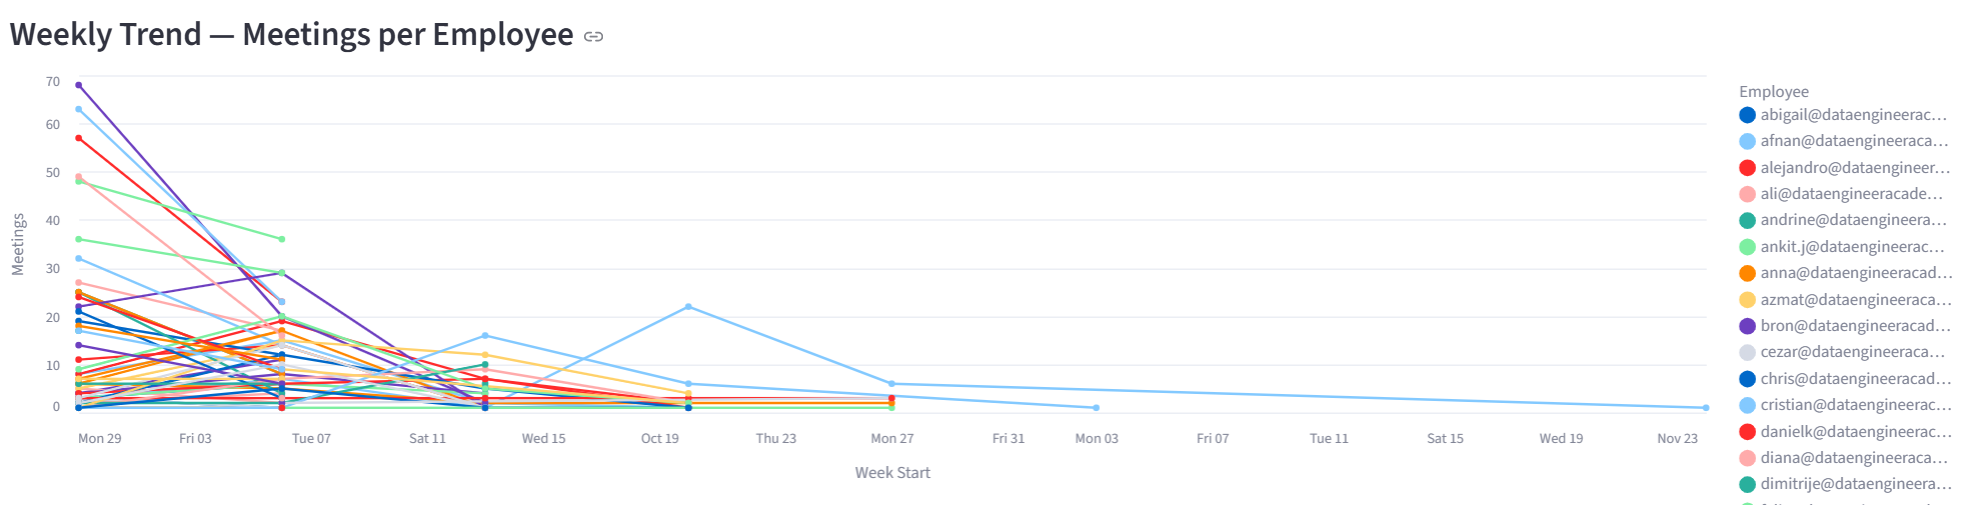 Weekly Trend — Meetings per Employee
70
60
50
40
30
20
10
0
Meetings
Mon 29 Fri 03 Tue 07 Sat 11 Wed 15 Oct 19 Thu 23 Mon 27 Fri 31 Mon 03 Fri 07 Tue 11 Sat 15 Wed 19 Nov 23
Week Start
Employee
abigail@dataengineerac…
afnan@dataengineeraca…
alejandro@dataengineer…
ali@dataengineeracade…
andrine@dataengineera…
ankit.j@dataengineerac…
anna@dataengineeracad…
azmat@dataengineeraca…
bron@dataengineeracad…
cezar@dataengineeraca…
chris@dataengineeracad…
cristian@dataengineerac…
danielk@dataengineerac…
diana@dataengineeraca…
dimitrije@dataengineera…